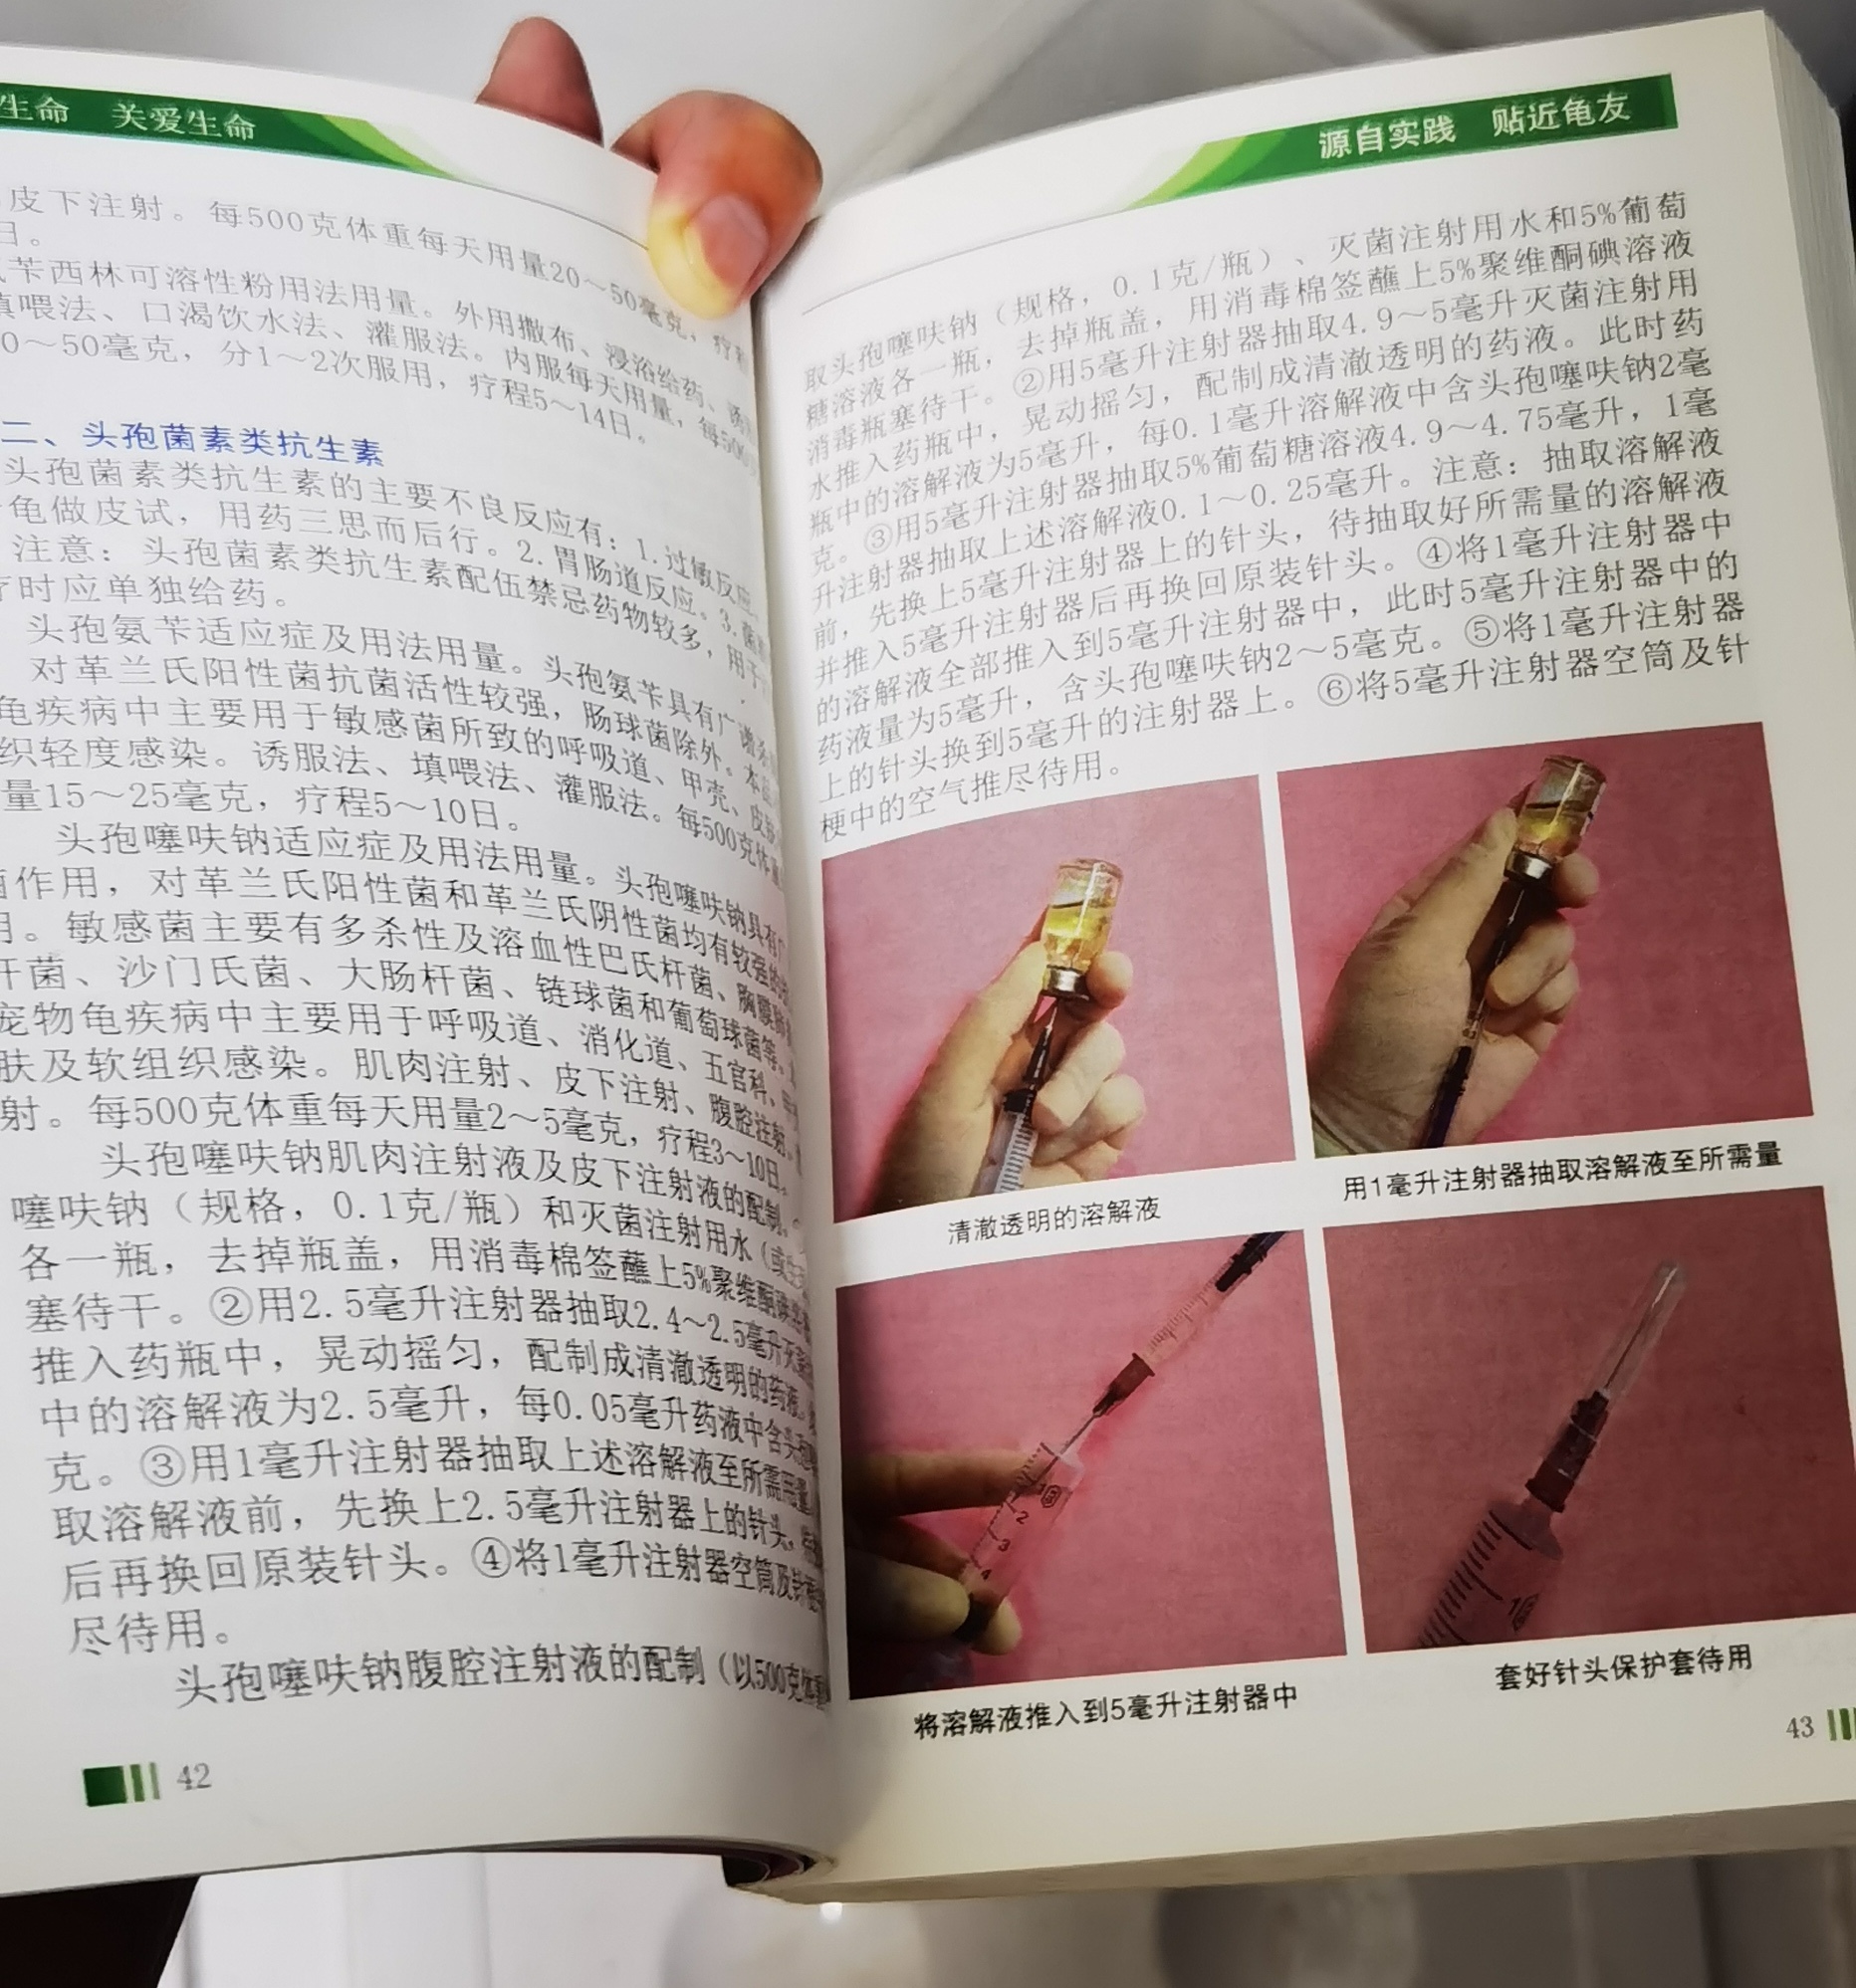 生命 关爱生命
皮下注射。每500克体重每天用量20～50毫克，疗程
日。
苄西林可溶性粉用法用量。外用撒布、浸浴给药、
填喂法、口渴饮水法、灌服法。内服每天用量，每500
0～50毫克，分1～2次服用，疗程5～14日。
二、头孢菌素类抗生素
头孢菌素类抗生素的主要不良反应有：1.过敏反应
龟做皮试，用药三思而后行。2.胃肠道反应。3.
注意：头孢菌素类抗生素配伍禁忌药物较多，用于
疗时应单独给药。
头孢氨苄适应症及用法用量。头孢氨苄具有广谱杀
对革兰氏阳性菌抗菌活性较强，肠球菌除外。本
龟疾病中主要用于敏感菌所致的呼吸道、甲壳、皮肤
织轻度感染。诱服法、填喂法、灌服法。每500克体
量15～25毫克，疗程5～10日。
头孢噻呋钠适应症及用法用量。头孢噻呋钠具有广
菌作用，对革兰氏阳性菌和革兰氏阴性菌均有较强的
用。敏感菌主要有多杀性及溶血性巴氏杆菌、胸膜肺
杆菌、沙门氏菌、大肠杆菌、链球菌和葡萄球菌等。
宠物龟疾病中主要用于呼吸道、消化道、五官科、
肤及软组织感染。肌肉注射、皮下注射、腹腔注射。
射。每500克体重每天用量2～5毫克，疗程3～10日。
头孢噻呋钠肌肉注射液及皮下注射液的配制。
噻呋钠（规格，0.1克/瓶）和灭菌注射用水（或
各一瓶，去掉瓶盖，用消毒棉签蘸上5%聚维酮碘
塞待干。②用2.5毫升注射器抽取2.4～2.5毫升灭
推入药瓶中，晃动摇匀，配制成清澈透明的药液。
中的溶解液为2.5毫升，每0.05毫升药液中含头孢
克。③用1毫升注射器抽取上述溶解液至所需用量
取溶解液前，先换上2.5毫升注射器上的针头，
后再换回原装针头。④将1毫升注射器空筒及针
尽待用。
头孢噻呋钠腹腔注射液的配制（以500克体重
42
源自实践 贴近龟友
取头孢噻呋钠（规格，0.1克/瓶）、灭菌注射用水和5%葡萄
糖溶液各一瓶，去掉瓶盖，用消毒棉签蘸上5%聚维酮碘溶液
消毒瓶塞待干。②用5毫升注射器抽取4.9～5毫升灭菌注射用
水推入药瓶中，晃动摇匀，配制成清澈透明的药液。此时药
瓶中的溶解液为5毫升，每0.1毫升溶解液中含头孢噻呋钠2毫
克。③用5毫升注射器抽取5%葡萄糖溶液4.9～4.75毫升，1毫
升注射器抽取上述溶解液0.1～0.25毫升。注意：抽取溶解液
前，先换上5毫升注射器上的针头，待抽取好所需量的溶解液
并推入5毫升注射器后再换回原装针头。④将1毫升注射器中
的溶解液全部推入到5毫升注射器中，此时5毫升注射器中的
药液量为5毫升，含头孢噻呋钠2～5毫克。⑤将1毫升注射器
上的针头换到5毫升的注射器上。⑥将5毫升注射器空筒及针
梗中的空气推尽待用。
清澈透明的溶解液
用1毫升注射器抽取溶解液至所需量
将溶解液推入到5毫升注射器中
套好针头保护套待用
43